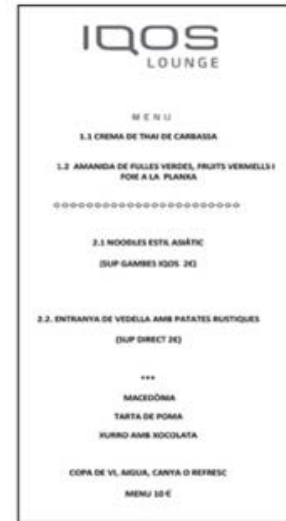 IQOS
LOUNGE
MENU
1.1 CREMA DE THAI DE CARBASSA
1.2 AMANIDA DE FULLES VERDES, FRUITS VERMELLS I
FOIE A LA PLANXA
2.1 NOODLES ESTIL ASIÀTIC
(SUP GAMBES IQOS 2€)
2.2. ENTRANYA DE VEDELLA AMB PATATES RUSTIQUES
(SUP DIRECT 2€)
***
MACEDÒNIA
TARTA DE POMA
XURRO AMB XOCOLATA
COPA DE VI, AIGUA, CANYA O REFRESC
MENU 10 €